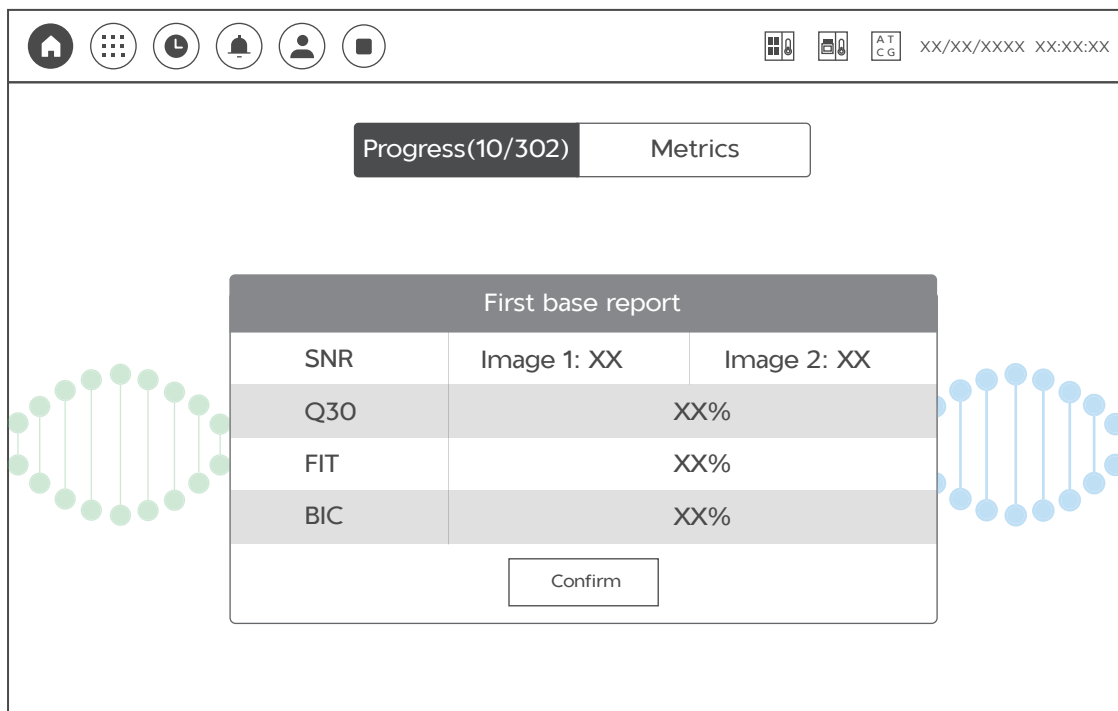 A T
C G
XX/XX/XXXX XX:XX:XX
Progress(10/302) Metrics
First base report
SNR Image 1: XX Image 2: XX
Q30 XX%
FIT XX%
BIC XX%
Confirm